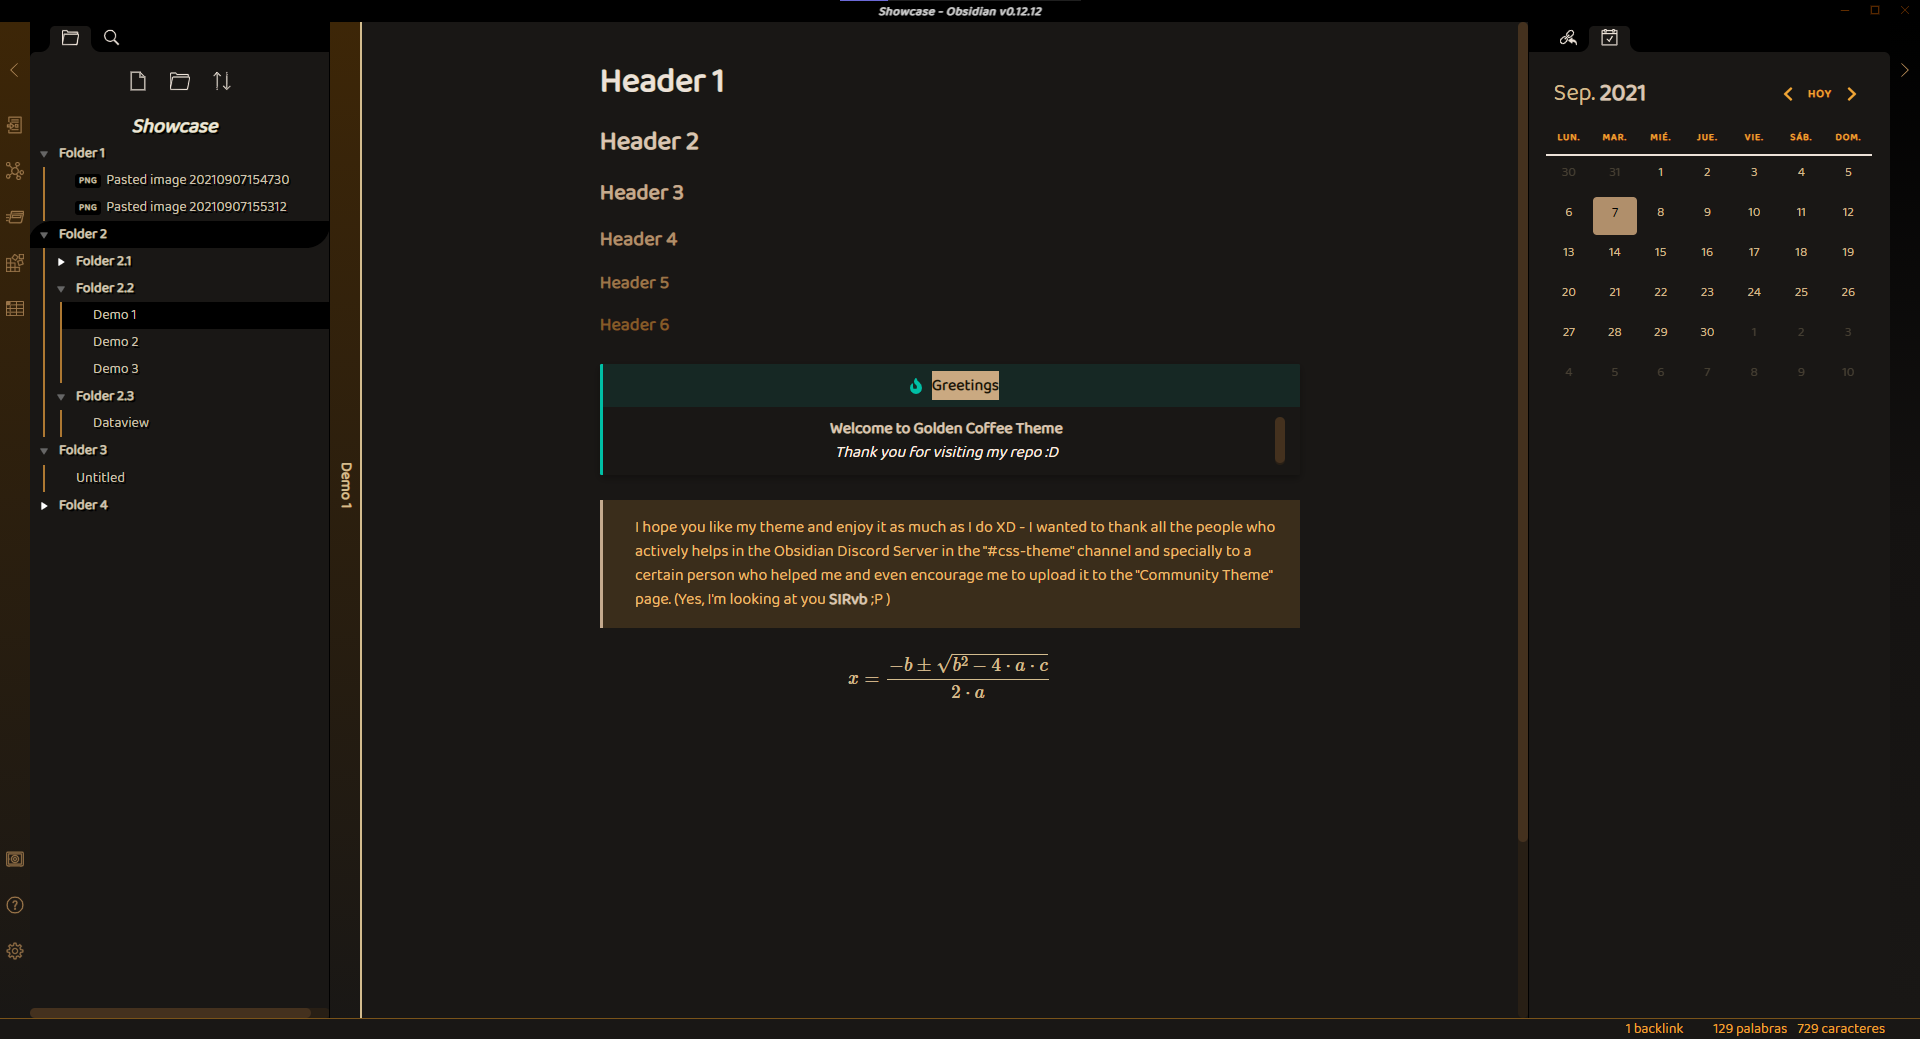 Showcase - Obsidian v0.12.12
Showcase
Folder 1
PNG Pasted image 20210907154730
PNG Pasted image 20210907155312
Folder 2
Folder 2.1
Folder 2.2
Demo 1
Demo 2
Demo 3
Folder 2.3
Dataview
Folder 3
Untitled
Folder 4
Demo 1
Header 1
Header 2
Header 3
Header 4
Header 5
Header 6
Greetings
Welcome to Golden Coffee Theme
Thank you for visiting my repo :D
I hope you like my theme and enjoy it as much as I do XD - I wanted to thank all the people who
actively helps in the Obsidian Discord Server in the "#css-theme" channel and specially to a
certain person who helped me and even encourage me to upload it to the "Community Theme"
page. (Yes, I'm looking at you SIRvb ;P )
x = \frac{-b ± \sqrt{b^2 - 4 · a · c}}{2 · a}
Sep. 2021 HOY
LUN. MAR. MIÉ. JUE. VIE. SÁB. DOM.
30 31 1 2 3 4 5
6 7 8 9 10 11 12
13 14 15 16 17 18 19
20 21 22 23 24 25 26
27 28 29 30 1 2 3
4 5 6 7 8 9 10
1 backlink 129 palabras 729 caracteres